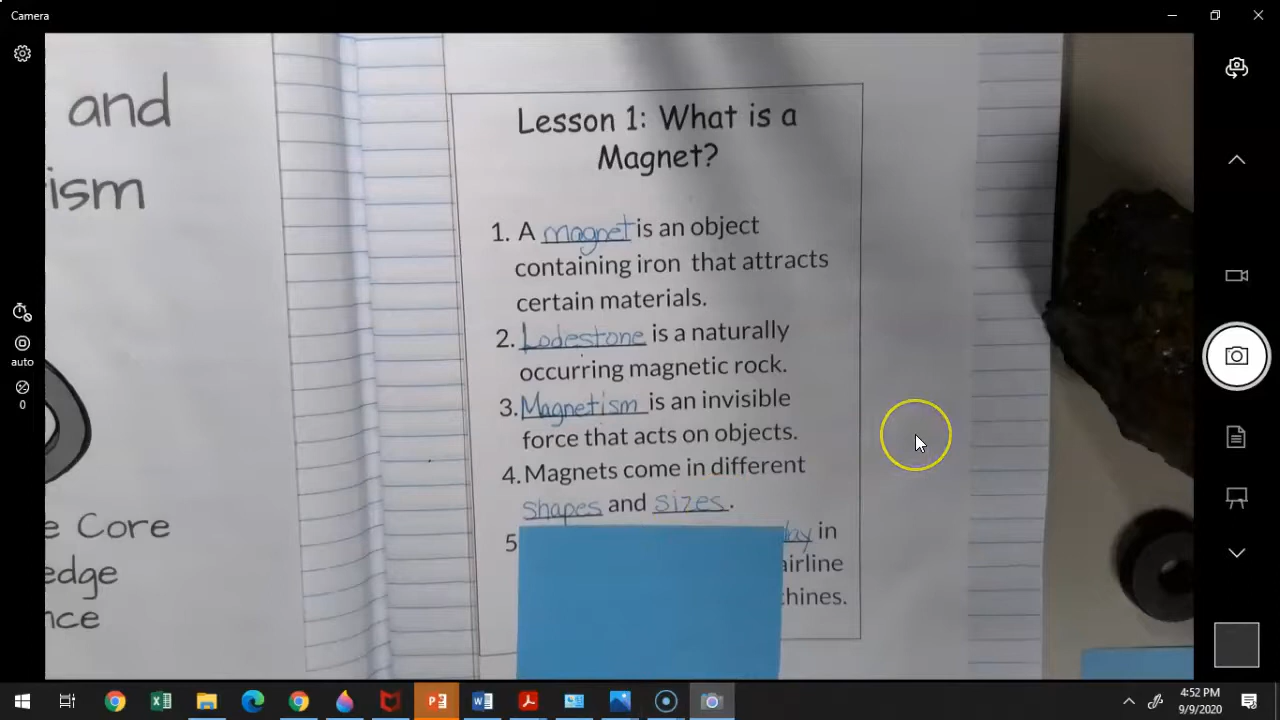 Camera
and
ism
e Core
edge
nce
Lesson 1: What is a
Magnet?
1. A magnet is an object
containing iron that attracts
certain materials.
2. Lodestone is a naturally
occurring magnetic rock.
3. Magnetism is an invisible
force that acts on objects.
4. Magnets come in different
shapes and sizes.
5 day in
airline
chines.
auto
0
4:52 PM
9/9/2020